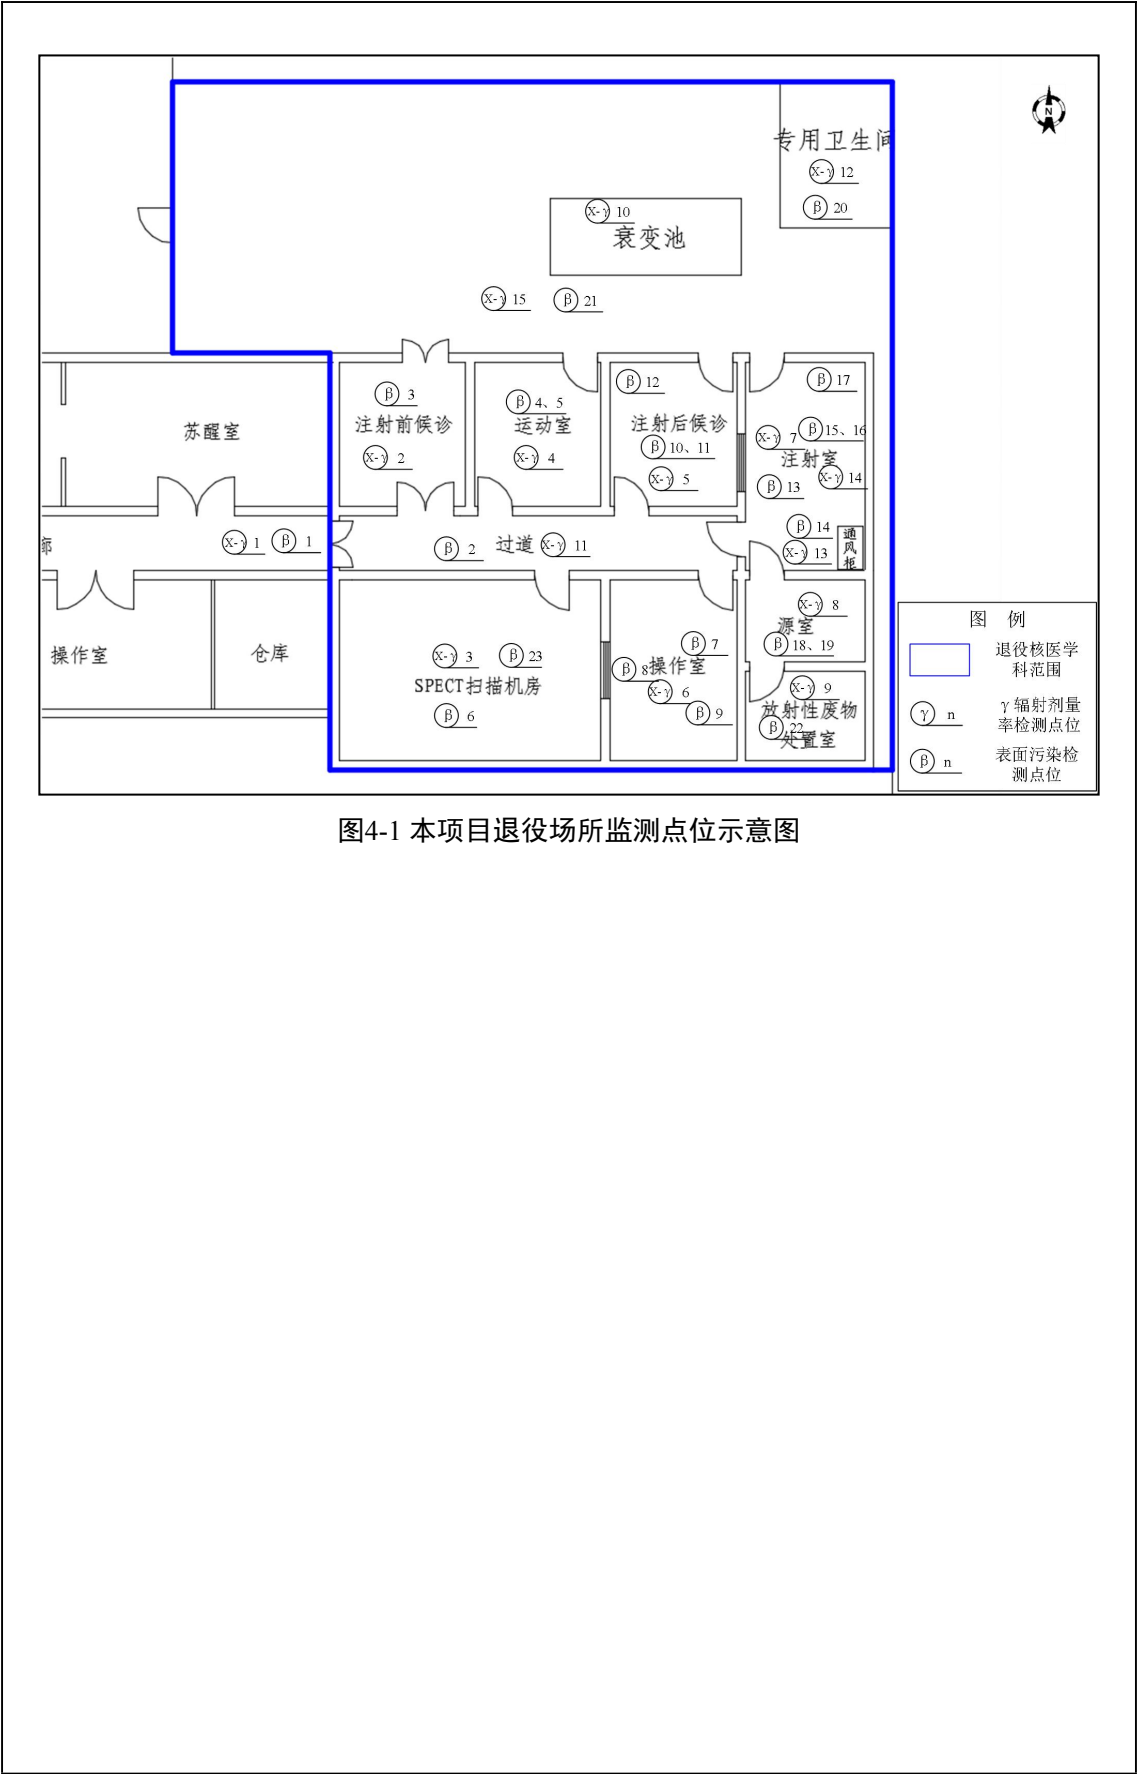 N
专用卫生间
X-γ 12
β 20
X-γ 10
衰变池
X-γ 15
β 21
苏醒室
β 3
注射前候诊
X-γ 2
β 4、5
运动室
X-γ 4
β 12
注射后候诊
β 10、11
X-γ 5
β 17
β 15、16
X-γ 7
注射室
X-γ 14
β 13
β 14
X-γ 13
通风柜
廊
X-γ 1
β 1
β 2
过道
X-γ 11
操作室
仓库
X-γ 3
β 23
SPECT扫描机房
β 6
β 7
β 8
操作室
X-γ 6
β 9
X-γ 8
源室
β 18、19
X-γ 9
放射性废物
β 22
处置室
图 例
退役核医学
科范围
γ n
γ辐射剂量
率检测点位
β n
表面污染检
测点位
图4-1 本项目退役场所监测点位示意图